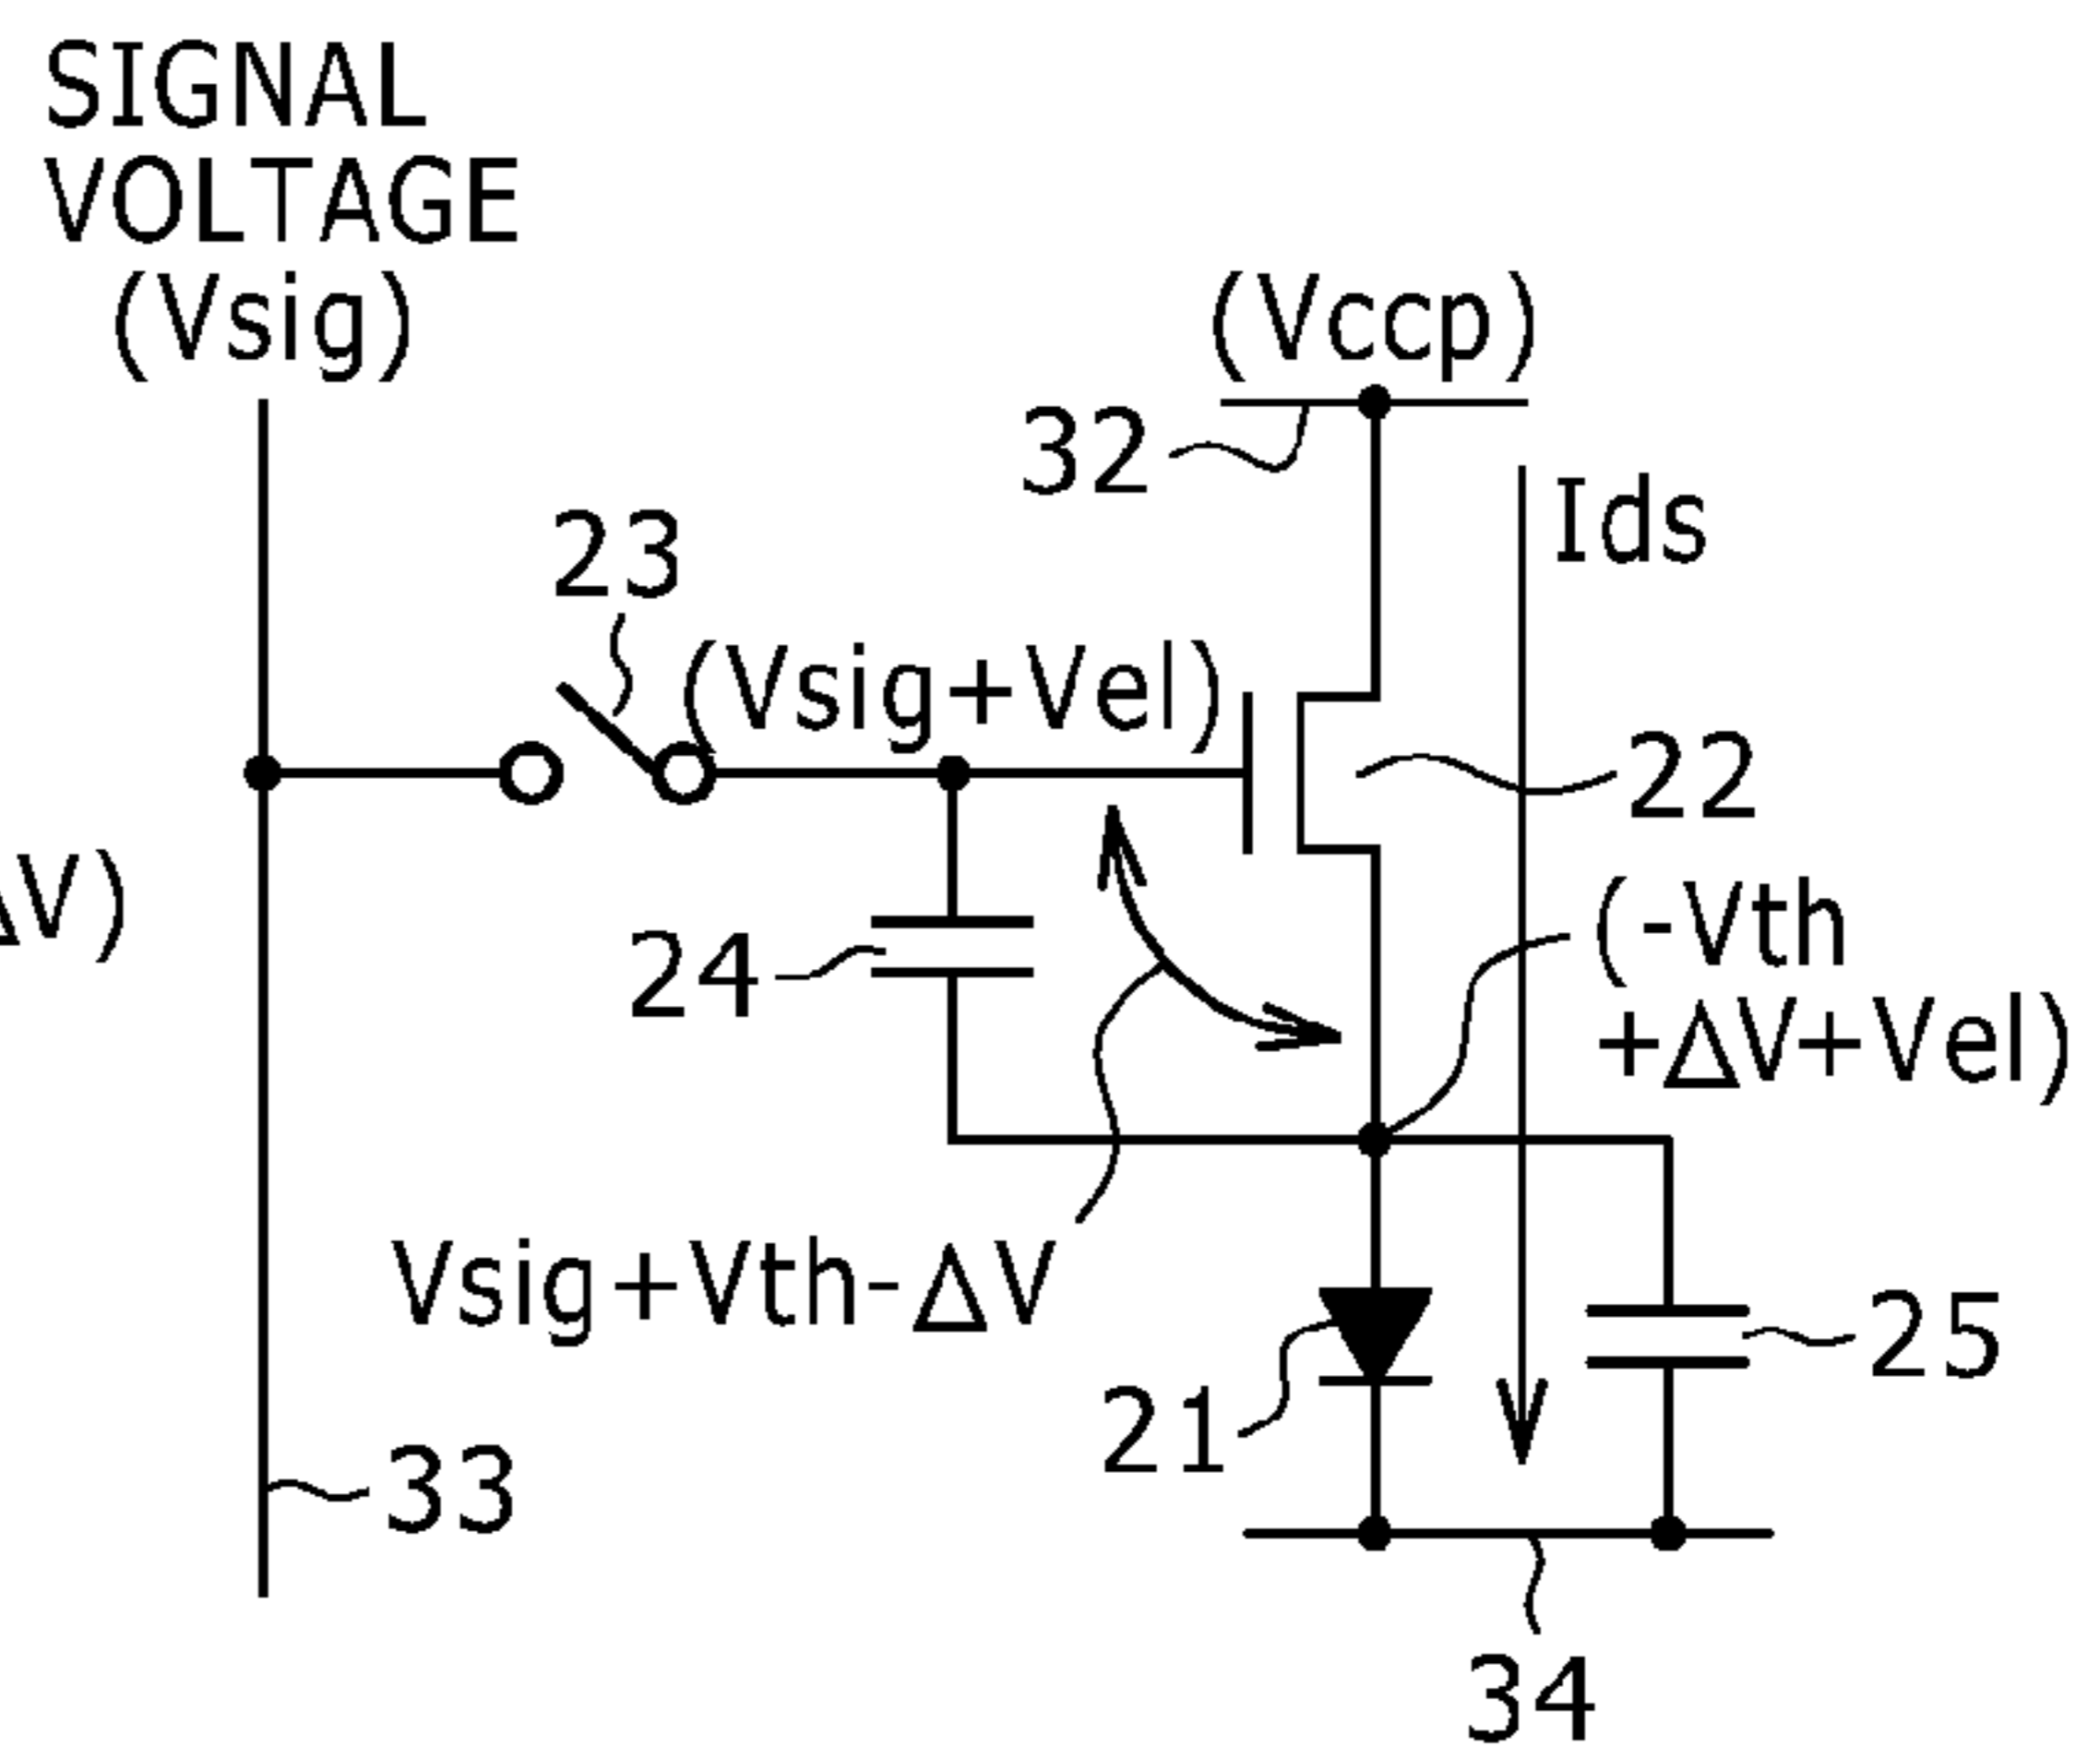 SIGNAL
VOLTAGE
(Vsig)
(Vccp)
32
Ids
23
(Vsig+Vel)
22
ΔV)
24
(-Vth
+ΔV+Vel)
Vsig+Vth-ΔV
21
25
33
34